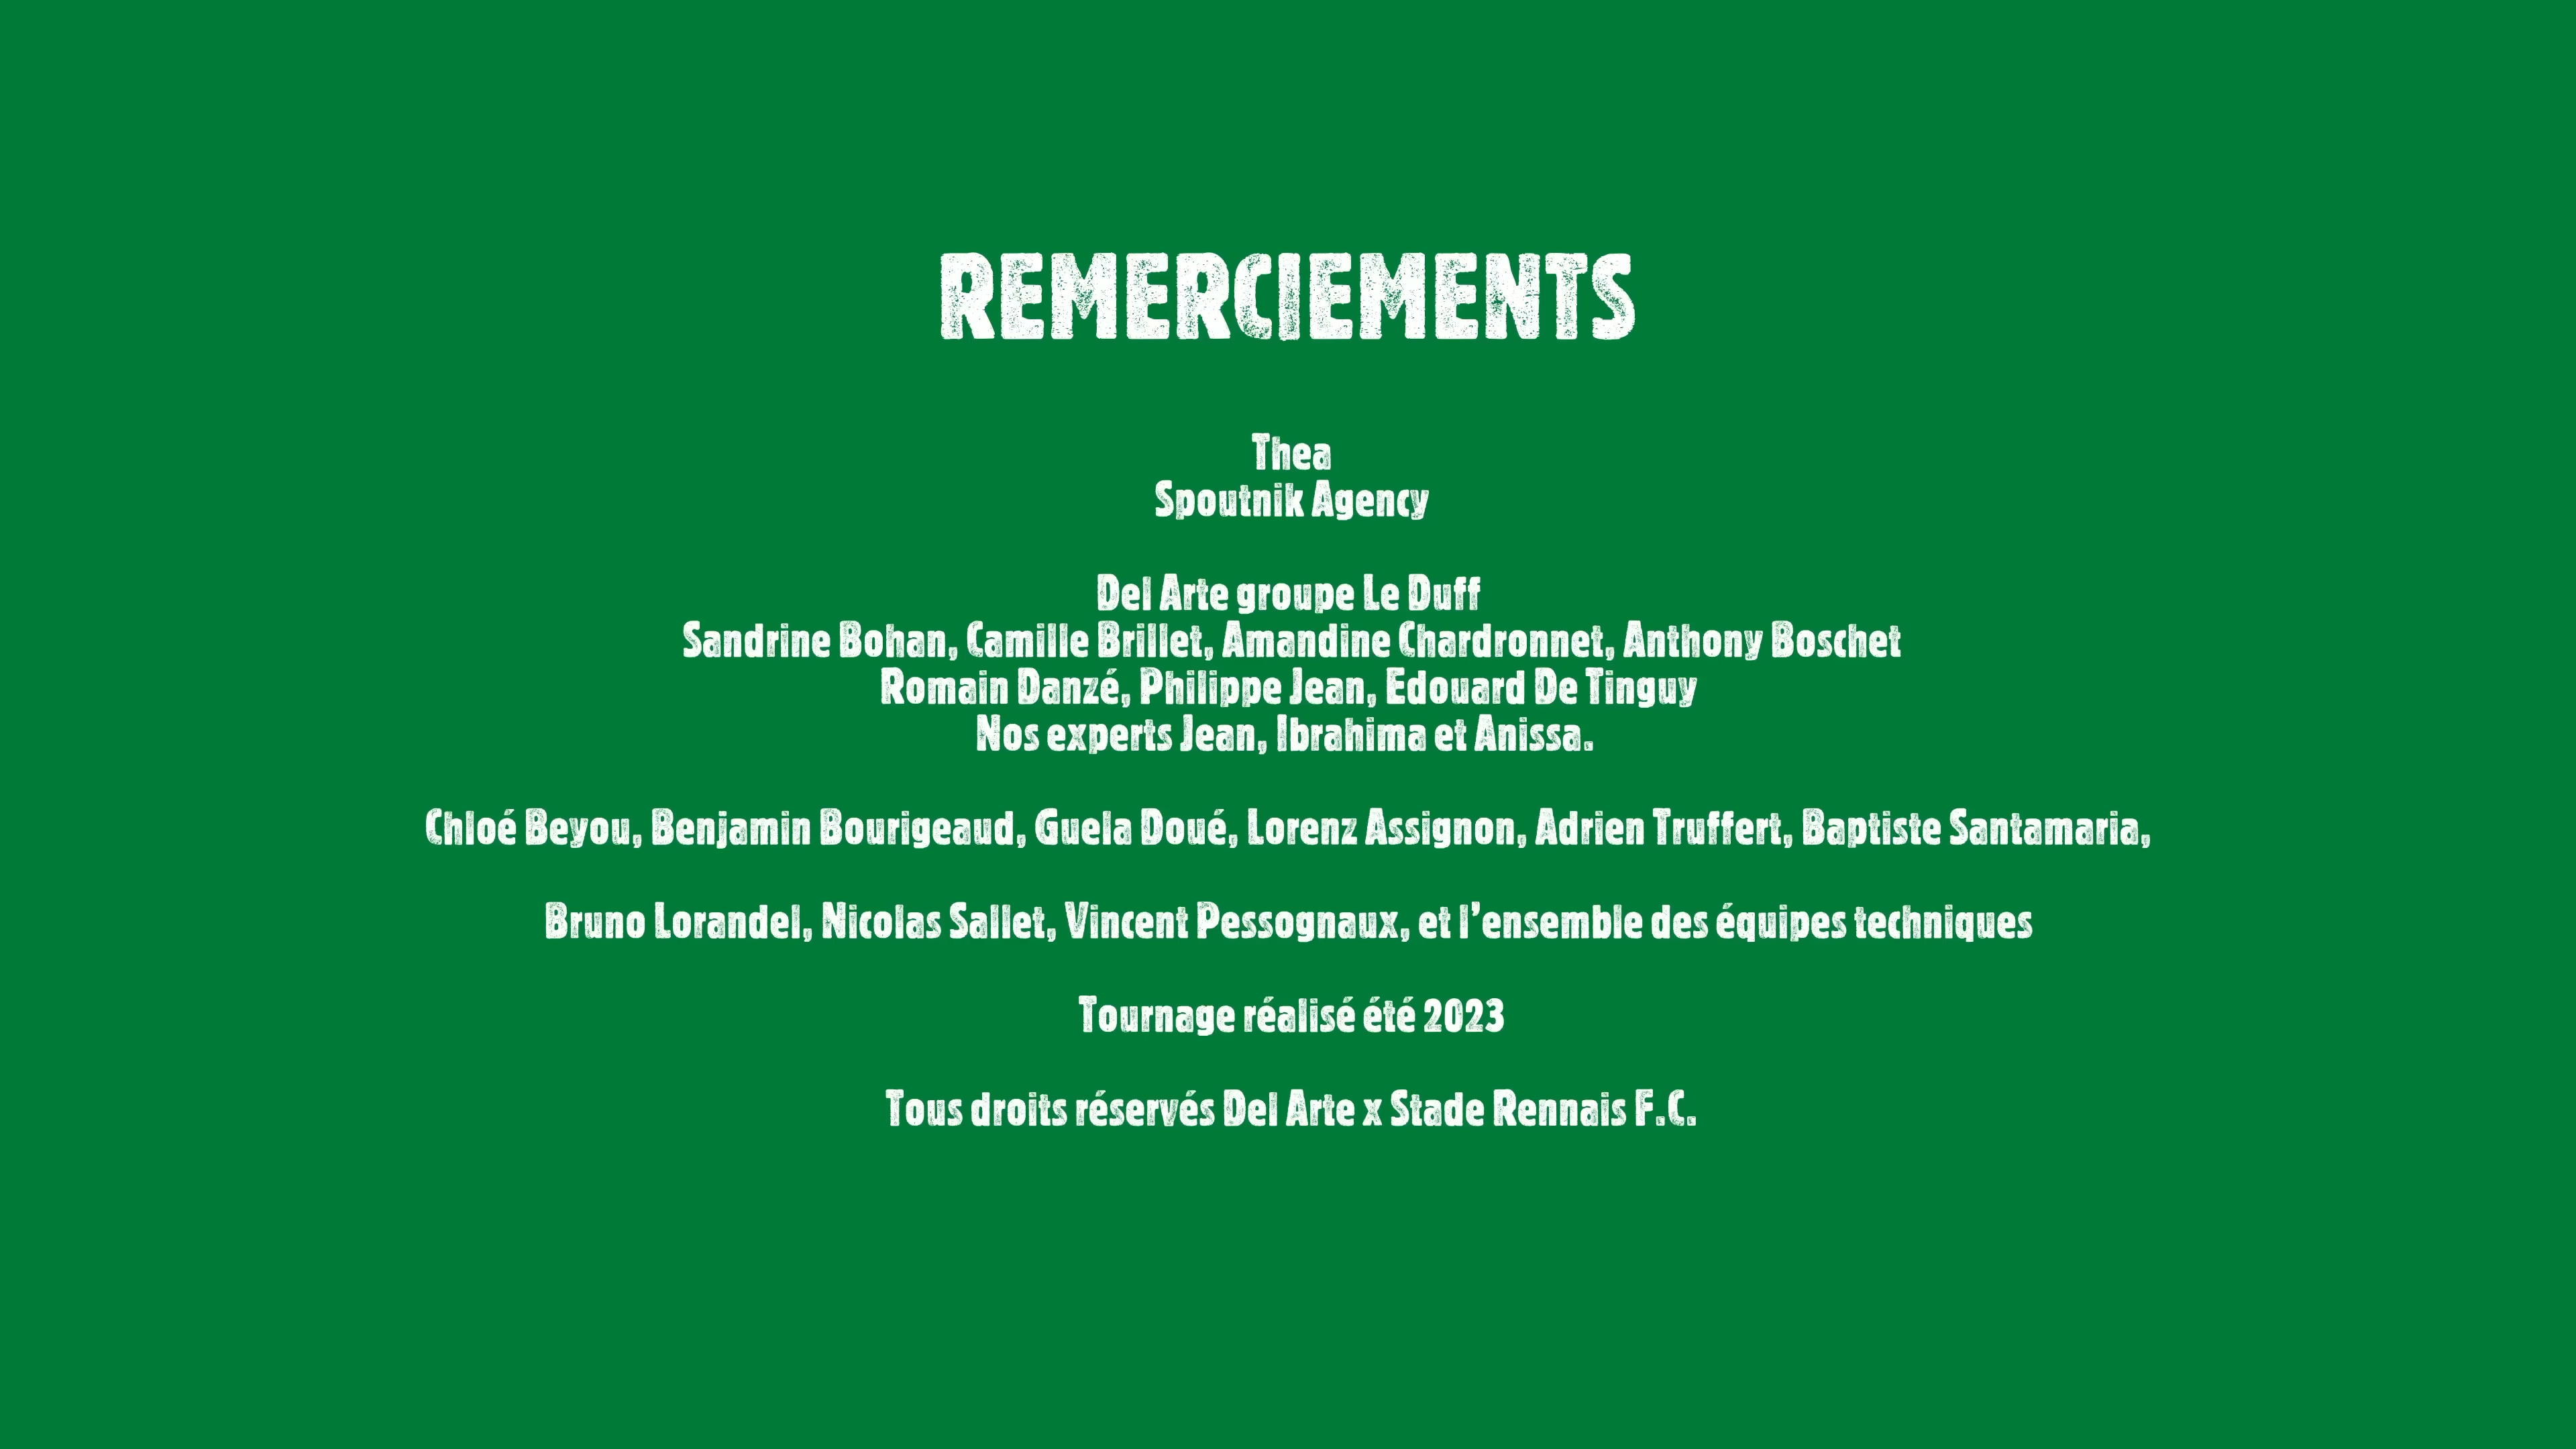 REMERCIEMENTS
Thea
Spoutnik Agency
Del Arte groupe Le Duff
Sandrine Bohan, Camille Brillet, Amandine Chardronnet, Anthony Boschet
Romain Danzé, Philippe Jean, Edouard De Tinguy
Nos experts Jean, Ibrahima et Anissa.
Chloé Beyou, Benjamin Bourigeaud, Guela Doué, Lorenz Assignon, Adrien Truffert, Baptiste Santamaria,
Bruno Lorandel, Nicolas Sallet, Vincent Pessognaux, et l'ensemble des équipes techniques
Tournage réalisé été 2023
Tous droits réservés Del Arte x Stade Rennais F.C.